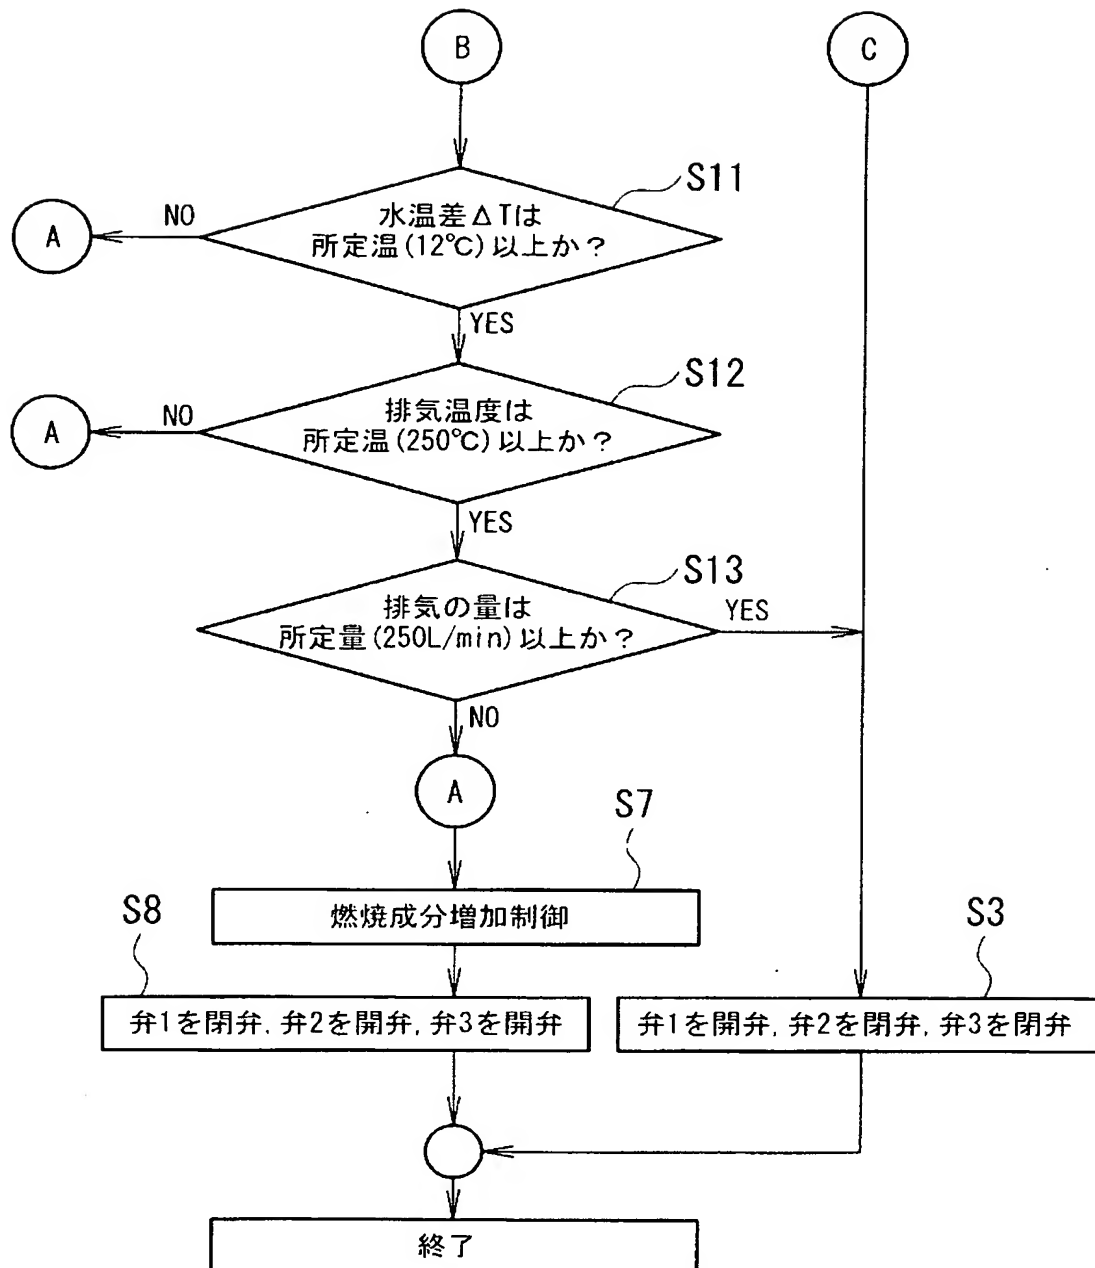 B
C
S11
水温差ΔTは
所定温(12℃)以上か？
NO
A
YES
S12
排気温度は
所定温(250℃)以上か？
NO
A
YES
S13
排気の量は
所定量(250L/min)以上か？
YES
NO
A
S7
燃焼成分増加制御
S8
弁1を閉弁,弁2を開弁,弁3を開弁
S3
弁1を開弁,弁2を閉弁,弁3を閉弁
終了